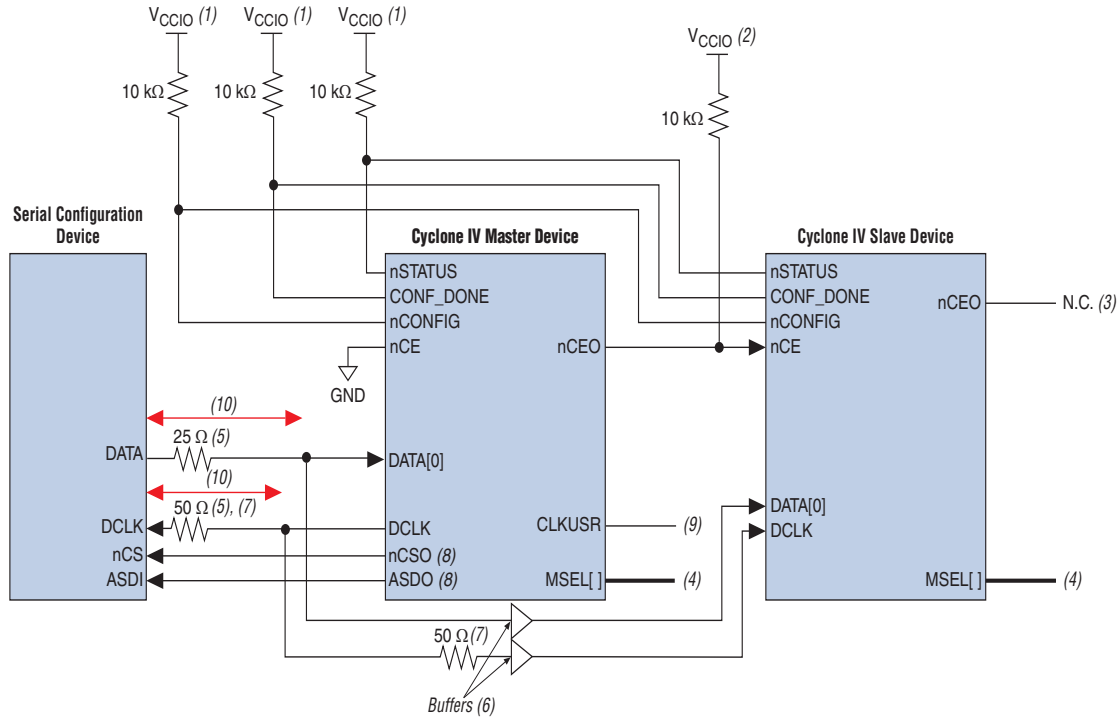 VCCIO (1) VCCIO (1) VCCIO (1)
VCCIO (2)
10 kΩ 10 kΩ 10 kΩ
10 kΩ
Serial Configuration
Device
Cyclone IV Master Device
Cyclone IV Slave Device
nSTATUS
CONF_DONE
nCONFIG
nCE
nCEO
GND
nSTATUS
CONF_DONE
nCONFIG
nCE
nCEO
N.C. (3)
(10)
25 Ω (5)
DATA
DATA[0]
(10)
50 Ω (5), (7)
DCLK
nCS
ASDI
DCLK
nCSO (8)
ASDO (8)
CLKUSR
(9)
MSEL[ ]
(4)
DATA[0]
DCLK
MSEL[ ]
(4)
50 Ω (7)
Buffers (6)